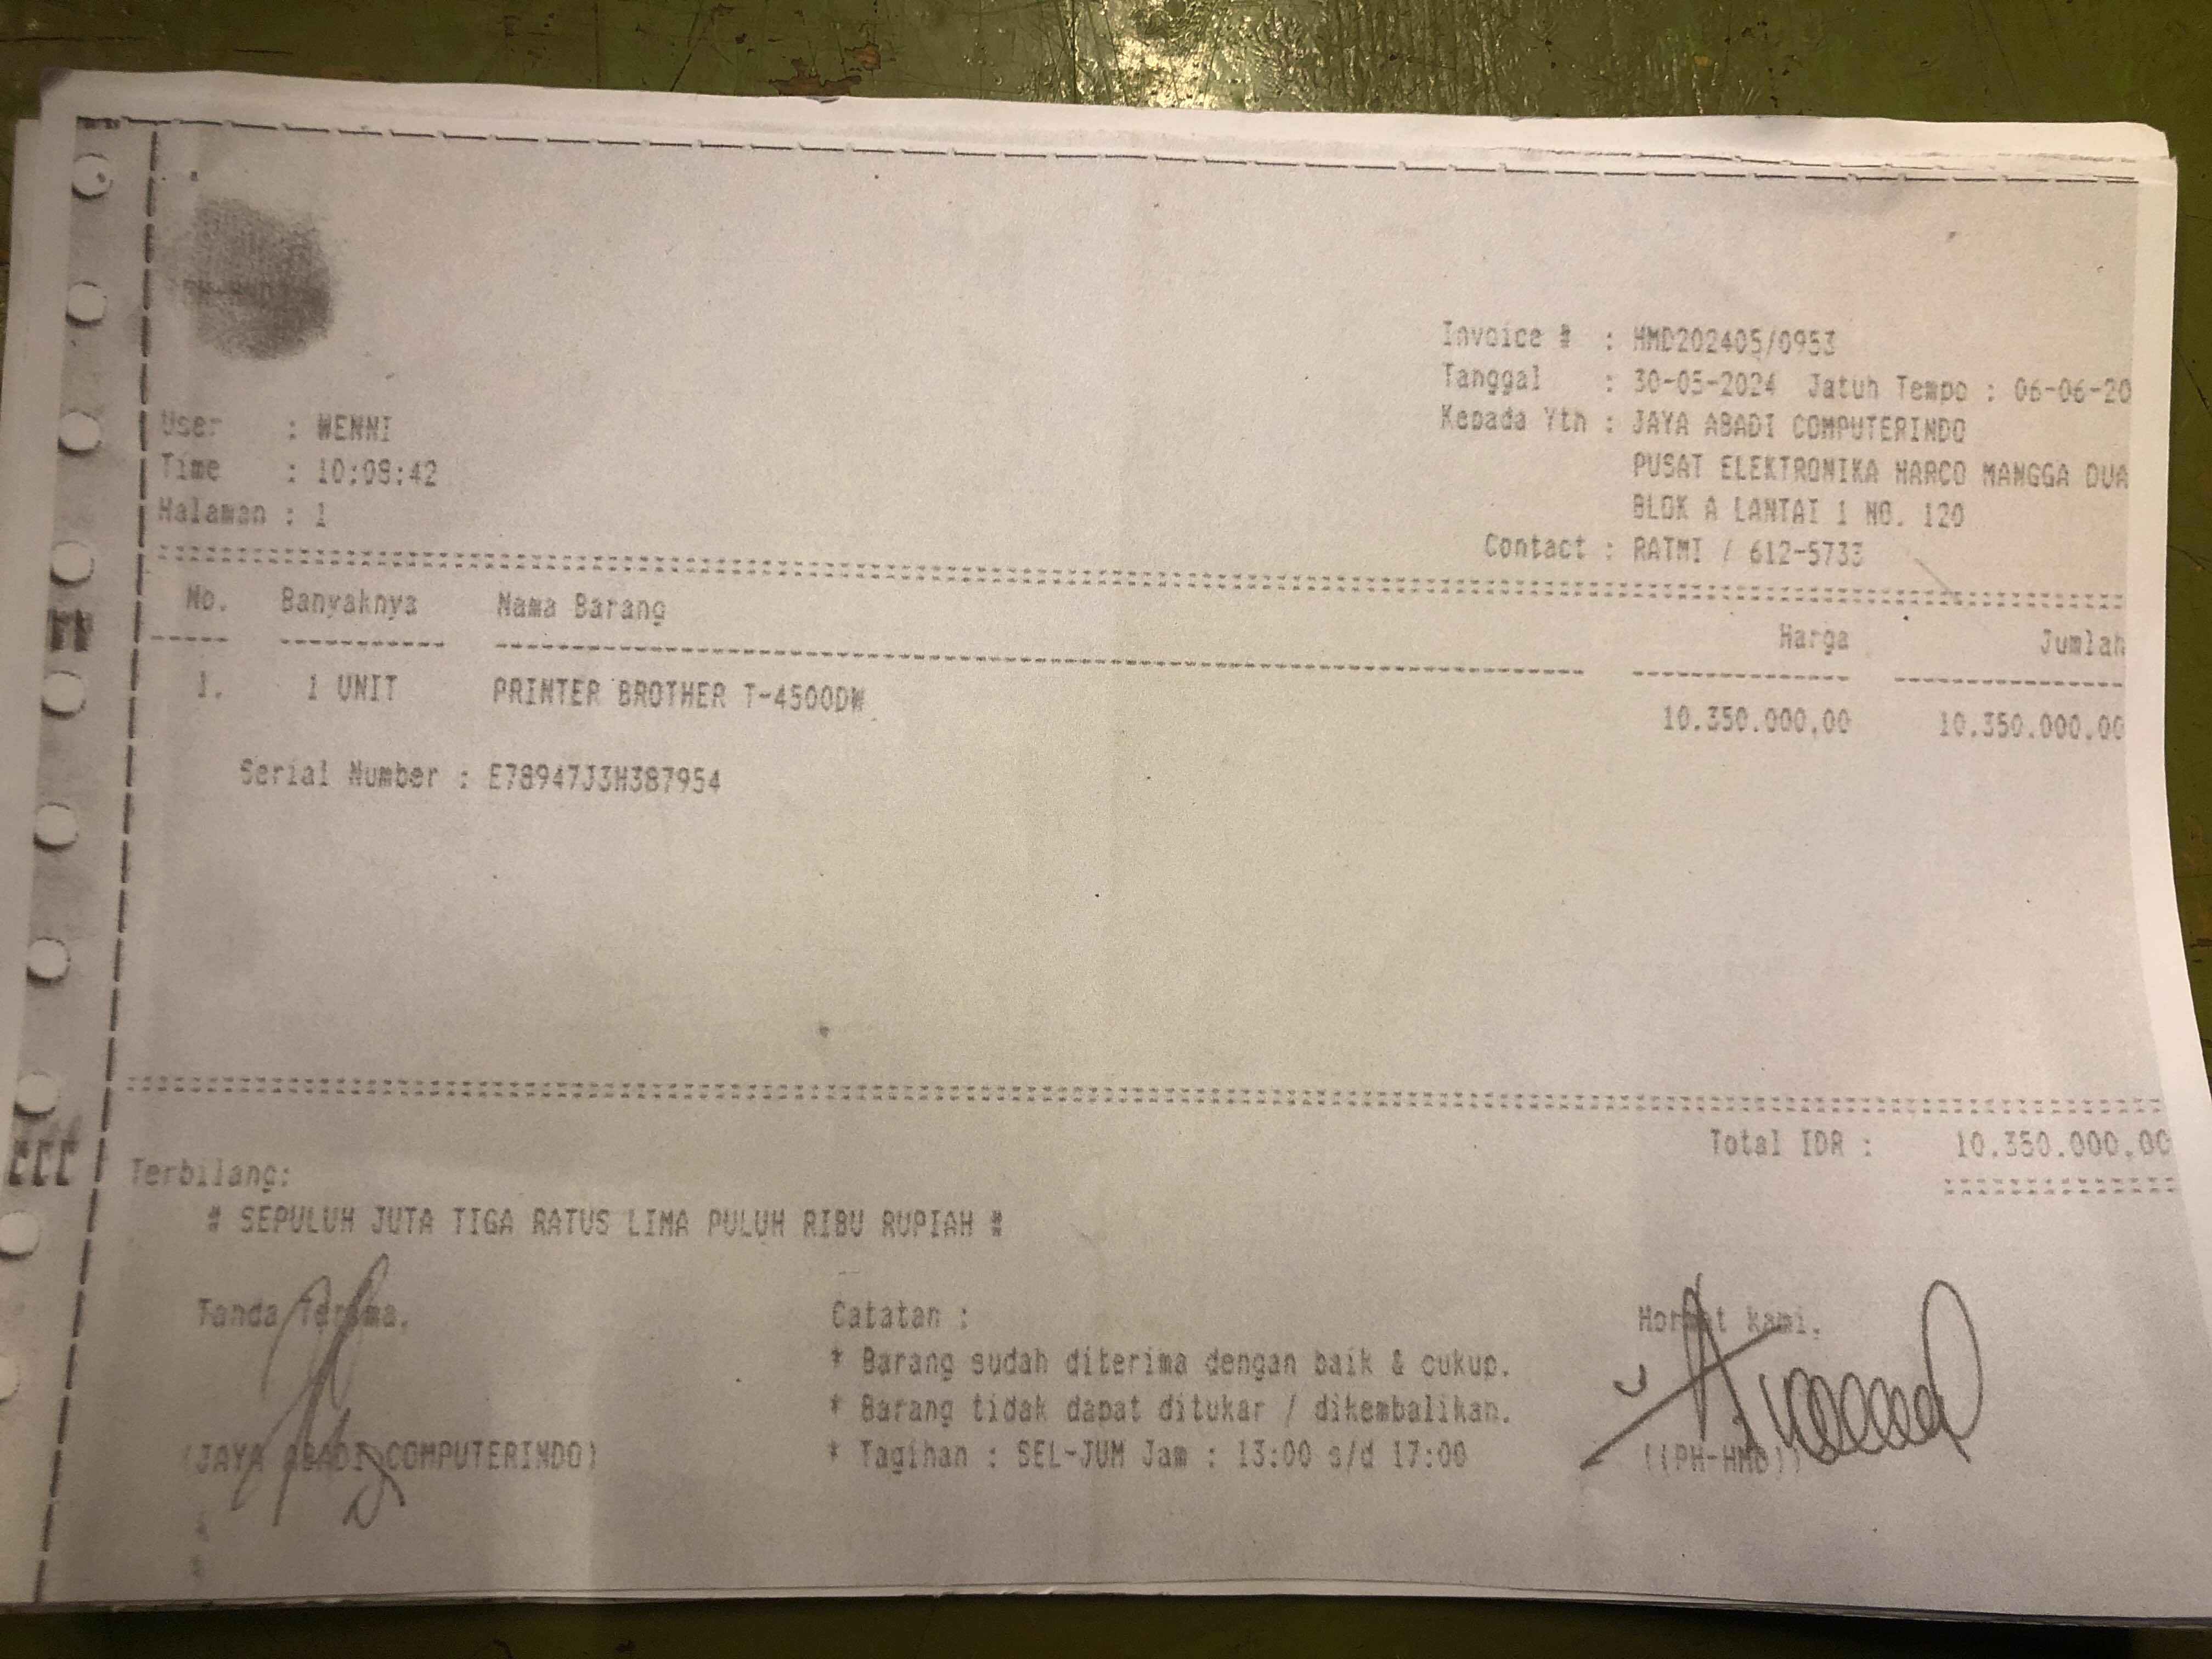 Invoice # : HMD202405/0953
Tanggal : 30-05-2024 Jatuh Tempo : 06-06-20
Kepada Yth : JAYA ABADI COMPUTERINDO
PUSAT ELEKTRONIKA HARCO MANGGA DUA
BLOK A LANTAI 1 NO. 120
Contact : RATMI / 612-5733
User : WENNI
Time : 10:08:42
Halaman : 1
No. Banyaknya Nama Barang Harga Jumlah
1. 1 UNIT PRINTER BROTHER T-4500DW 10.350.000,00 10.350.000,00
Serial Number : E78947J3H387954
Total IDR : 10.350.000,00
Terbilang:
# SEPULUH JUTA TIGA RATUS LIMA PULUH RIBU RUPIAH #
Tanda Terima,
Catatan :
* Barang sudah diterima dengan baik & cukup.
* Barang tidak dapat ditukar / dikembalikan.
* Tagihan : SEL-JUM Jam : 13:00 s/d 17:00
Hormat kami,
(JAYA ABADI COMPUTERINDO)
((PH-HMD))